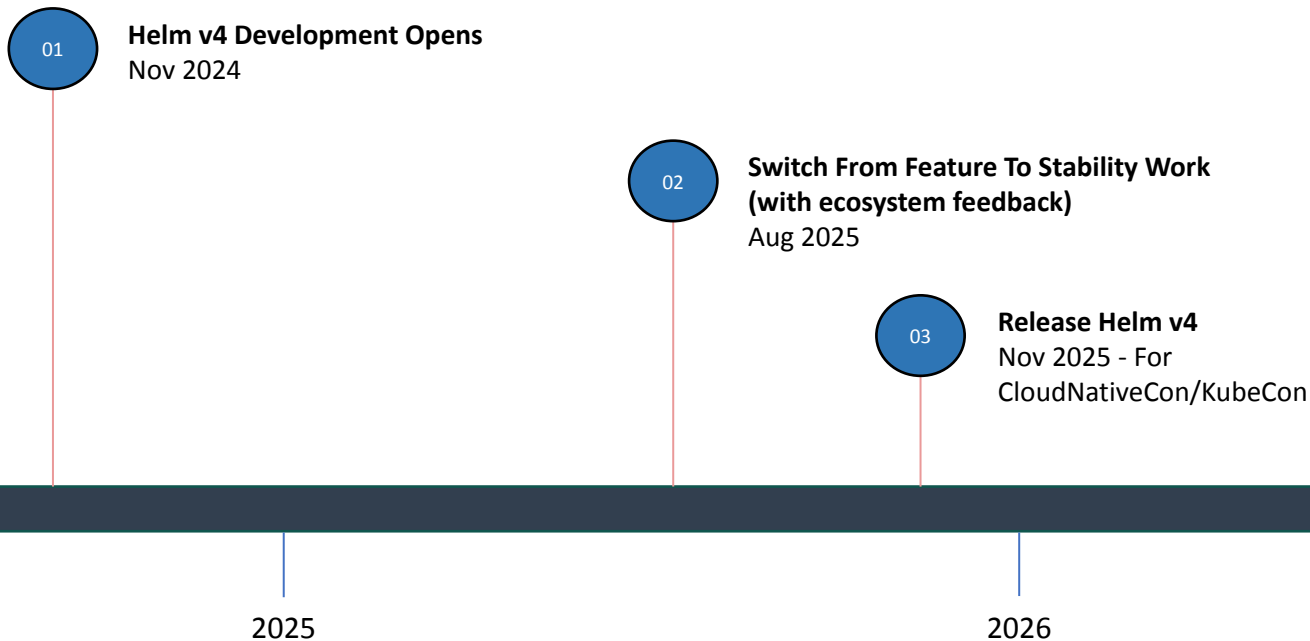 01
Helm v4 Development Opens
Nov 2024
02
Switch From Feature To Stability Work
(with ecosystem feedback)
Aug 2025
03
Release Helm v4
Nov 2025 - For
CloudNativeCon/KubeCon
2025
2026